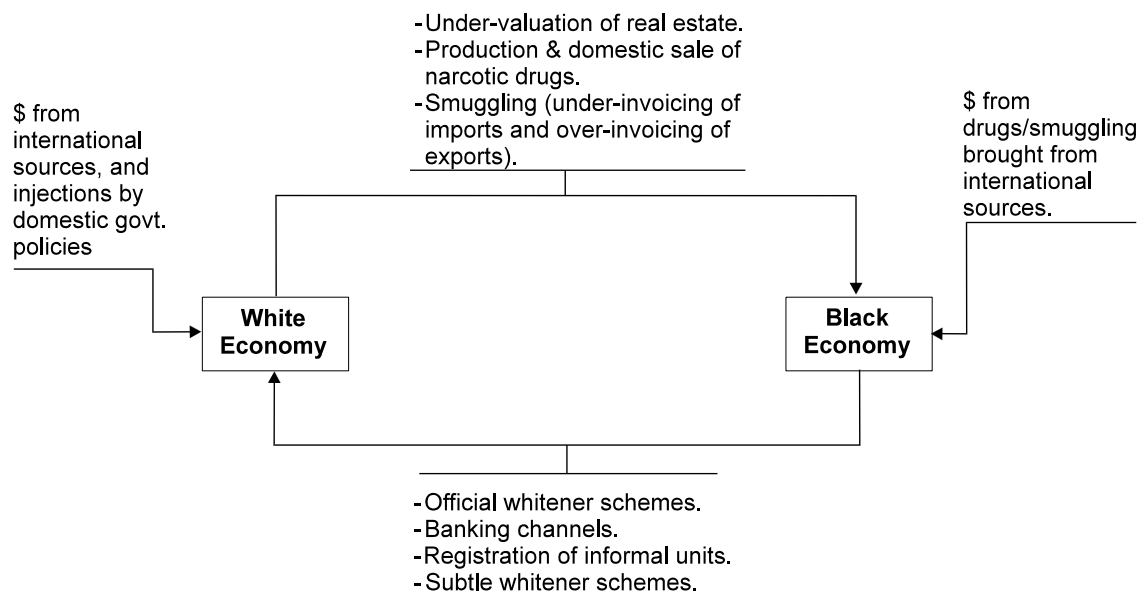 -Under-valuation of real estate.
-Production & domestic sale of
narcotic drugs.
-Smuggling (under-invoicing of
imports and over-invoicing of
exports).
$ from
international
sources, and
injections by
domestic govt.
policies
$ from
drugs/smuggling
brought from
international
sources.
White
Economy
Black
Economy
-Official whitener schemes.
-Banking channels.
-Registration of informal units.
-Subtle whitener schemes.